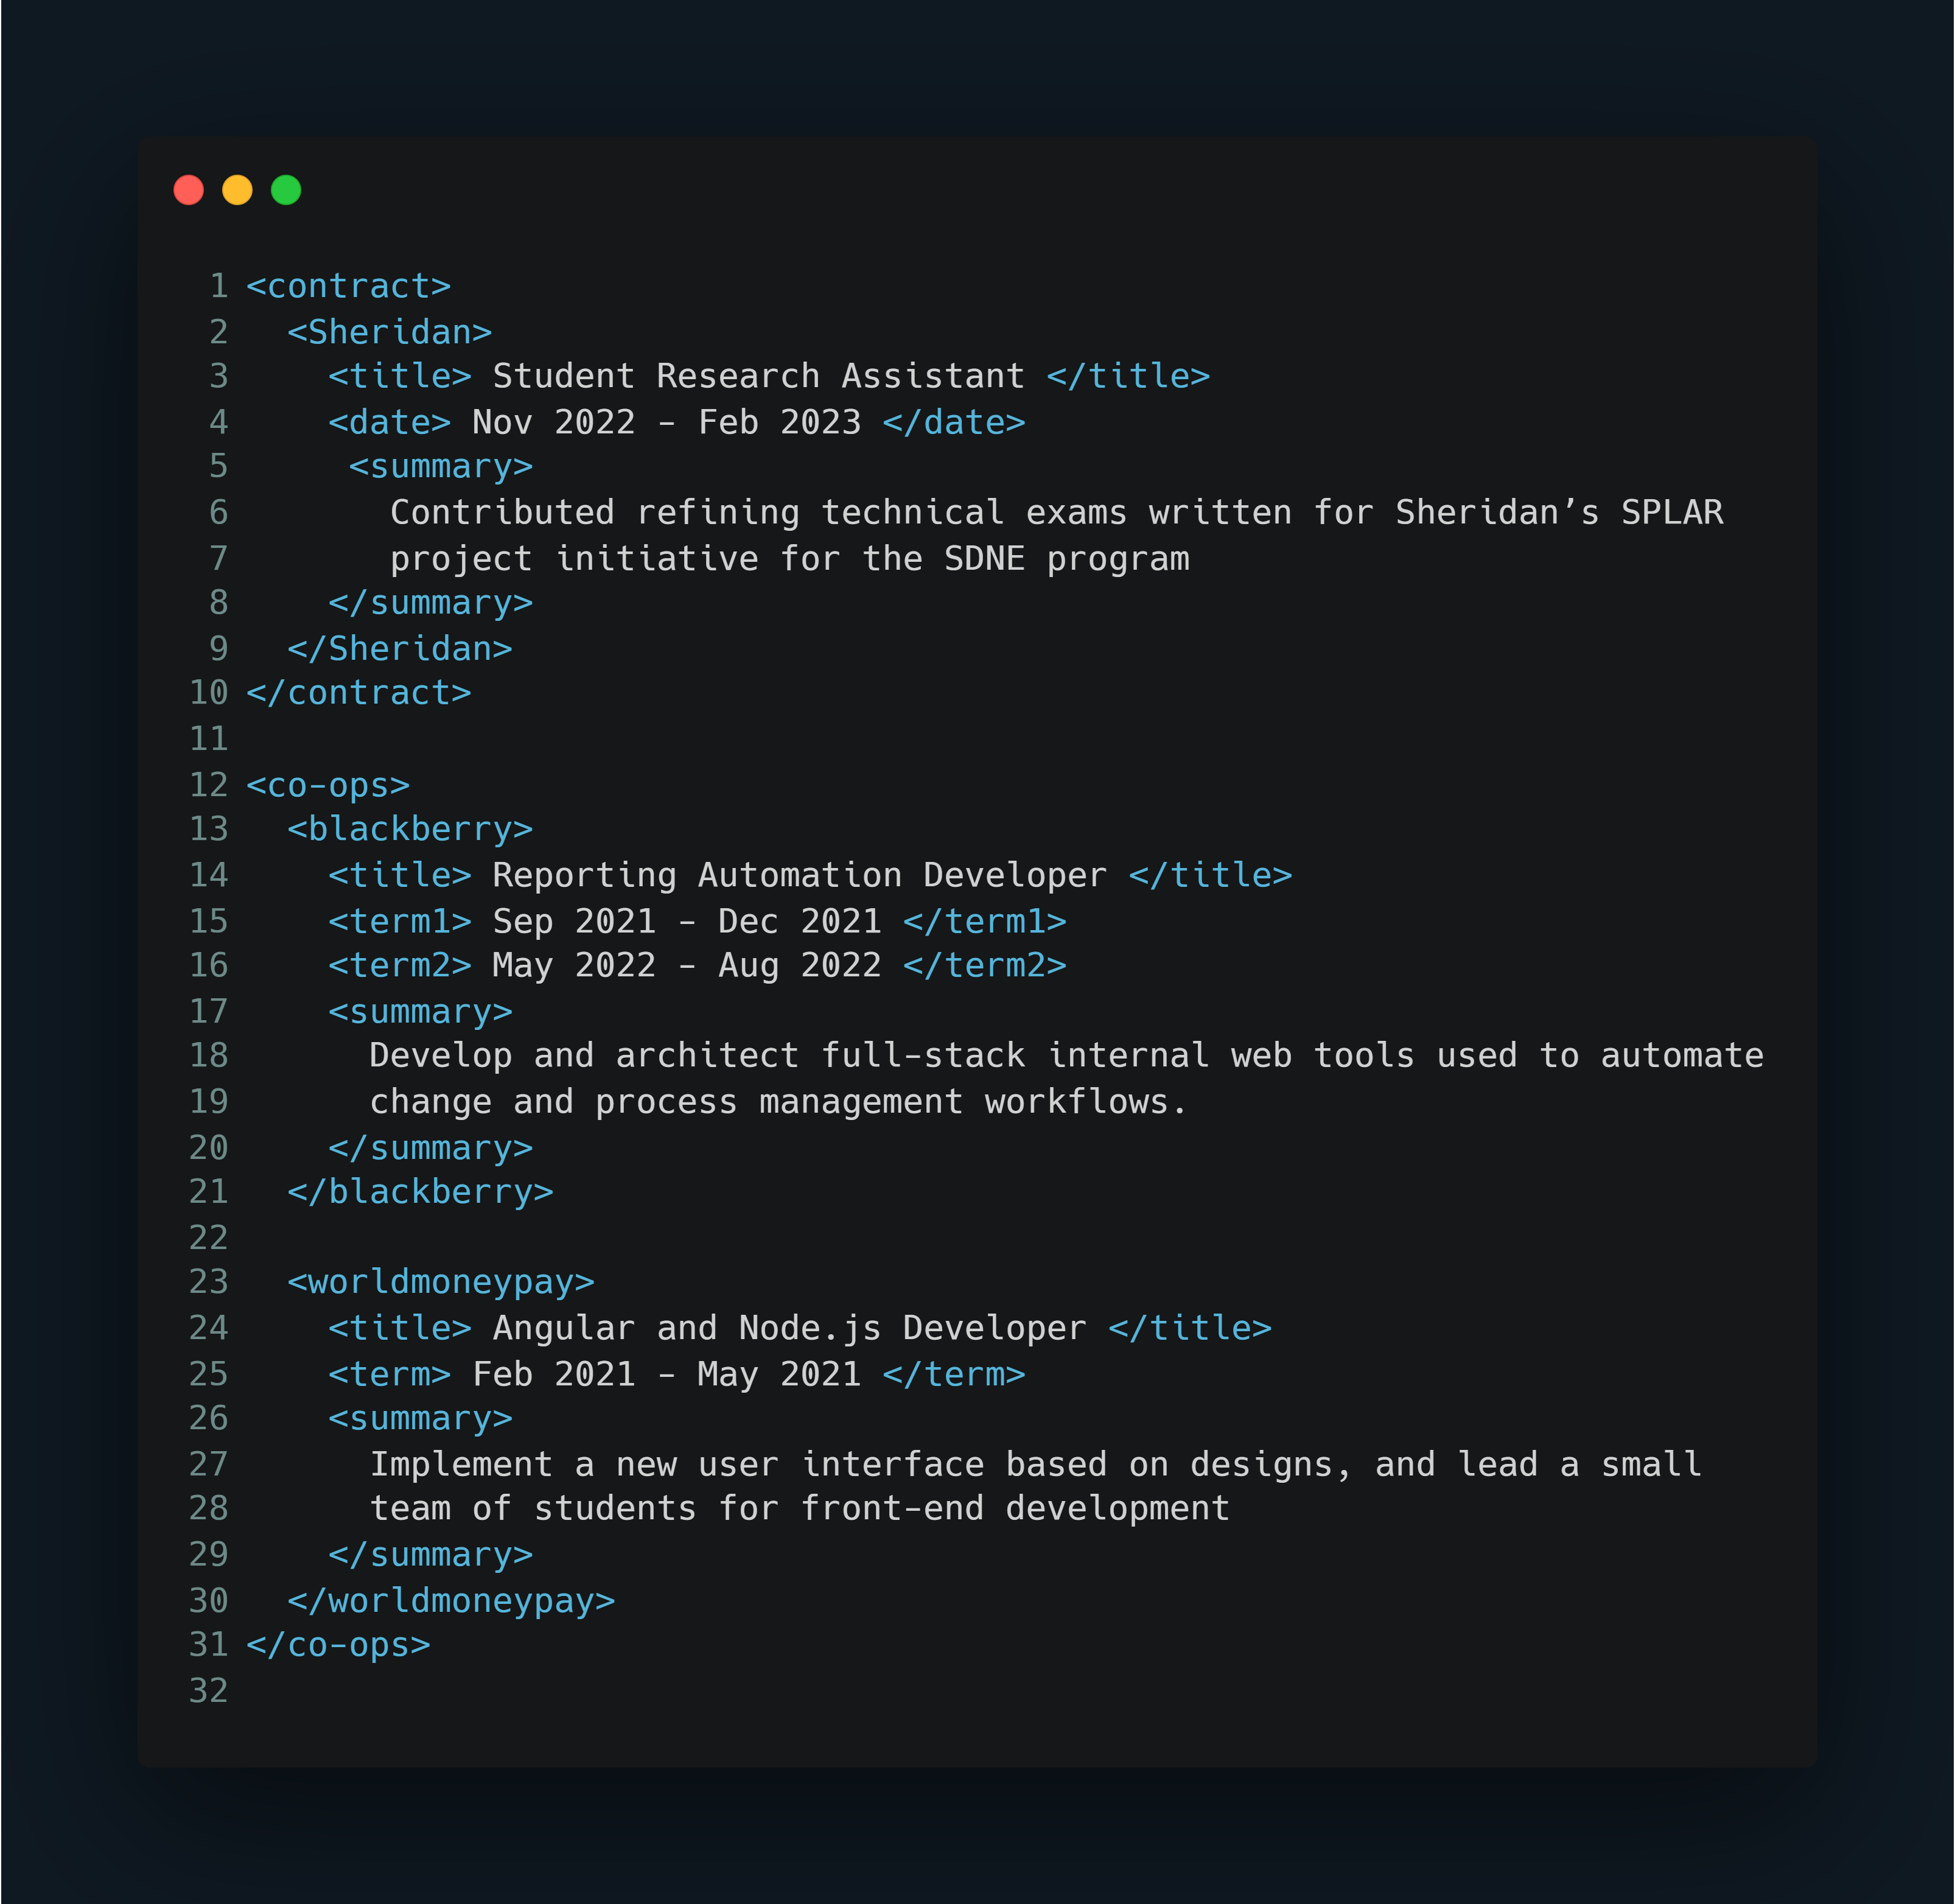 1 <contract>
2 <Sheridan>
3 <title> Student Research Assistant </title>
4 <date> Nov 2022 - Feb 2023 </date>
5 <summary>
6 Contributed refining technical exams written for Sheridan’s SPLAR
7 project initiative for the SDNE program
8 </summary>
9 </Sheridan>
10 </contract>
11
12 <co-ops>
13 <blackberry>
14 <title> Reporting Automation Developer </title>
15 <term1> Sep 2021 - Dec 2021 </term1>
16 <term2> May 2022 - Aug 2022 </term2>
17 <summary>
18 Develop and architect full-stack internal web tools used to automate
19 change and process management workflows.
20 </summary>
21 </blackberry>
22
23 <worldmoneypay>
24 <title> Angular and Node.js Developer </title>
25 <term> Feb 2021 - May 2021 </term>
26 <summary>
27 Implement a new user interface based on designs, and lead a small
28 team of students for front-end development
29 </summary>
30 </worldmoneypay>
31 </co-ops>
32